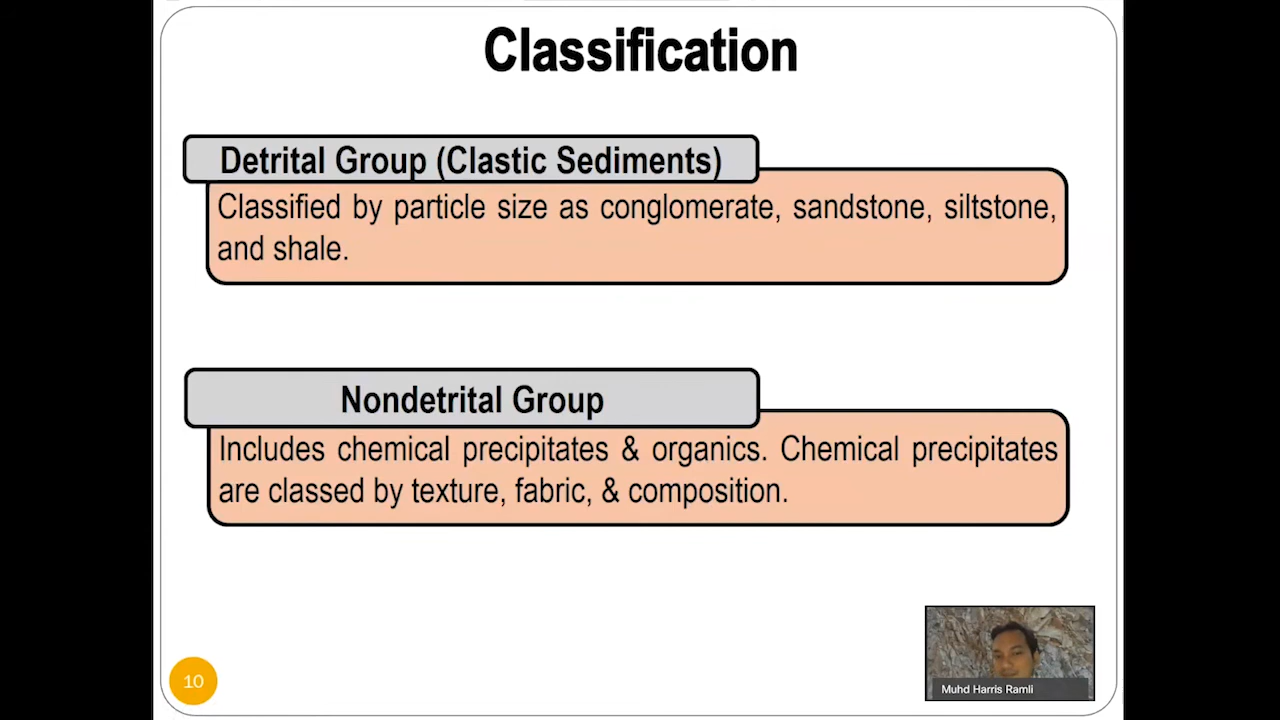 Classification
Detrital Group (Clastic Sediments)
Classified by particle size as conglomerate, sandstone, siltstone,
and shale.
Nondetrital Group
Includes chemical precipitates & organics. Chemical precipitates
are classed by texture, fabric, & composition.
10
Muhd Harris Ramli